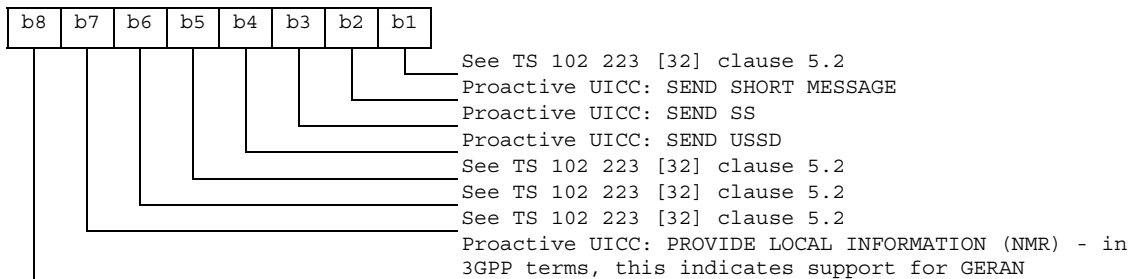 b8 b7 b6 b5 b4 b3 b2 b1
See TS 102 223 [32] clause 5.2
Proactive UICC: SEND SHORT MESSAGE
Proactive UICC: SEND SS
Proactive UICC: SEND USSD
See TS 102 223 [32] clause 5.2
See TS 102 223 [32] clause 5.2
See TS 102 223 [32] clause 5.2
Proactive UICC: PROVIDE LOCAL INFORMATION (NMR) - in
3GPP terms, this indicates support for GERAN